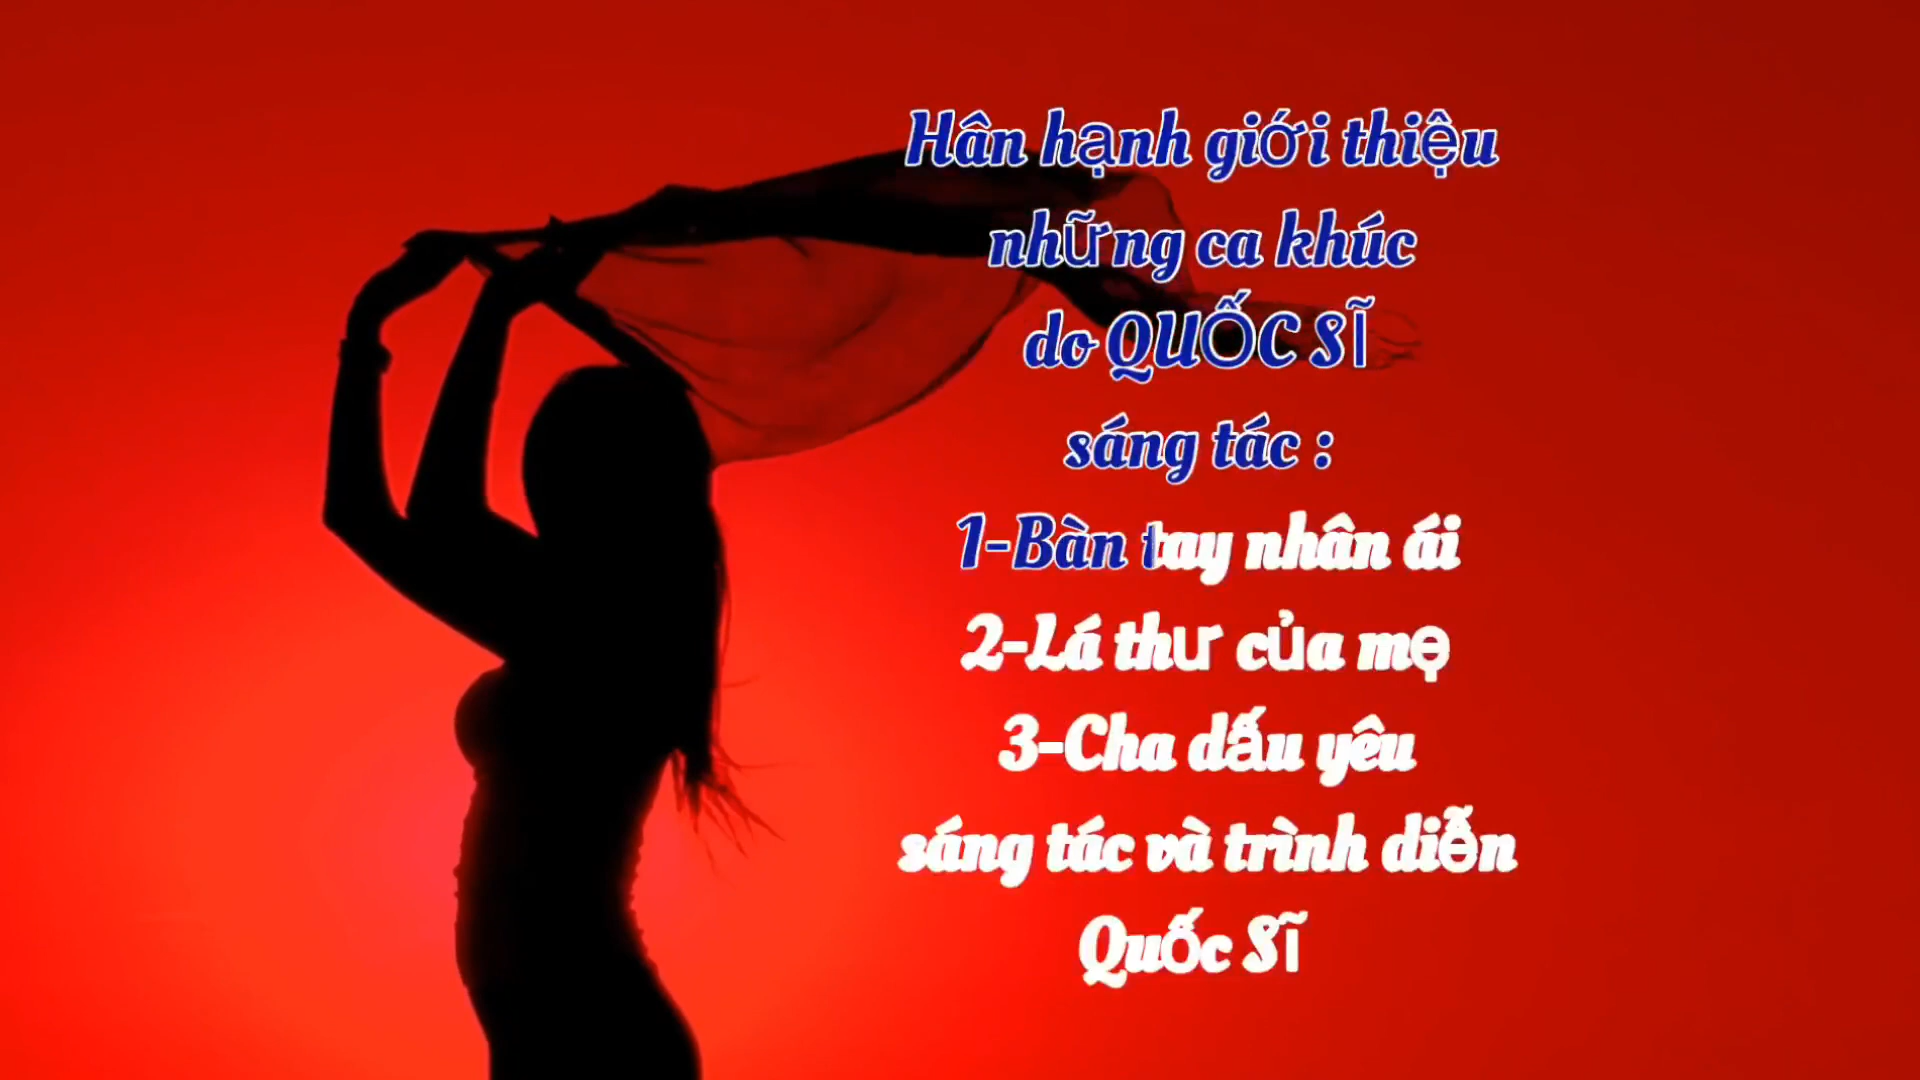 Hân hạnh giới thiệu
những ca khúc
do QUỐC SĨ
sáng tác :
1-Bàn tay nhân ái
2-Lá thư của mẹ
3-Cha dấu yêu
sáng tác và trình diễn
Quốc Sĩ